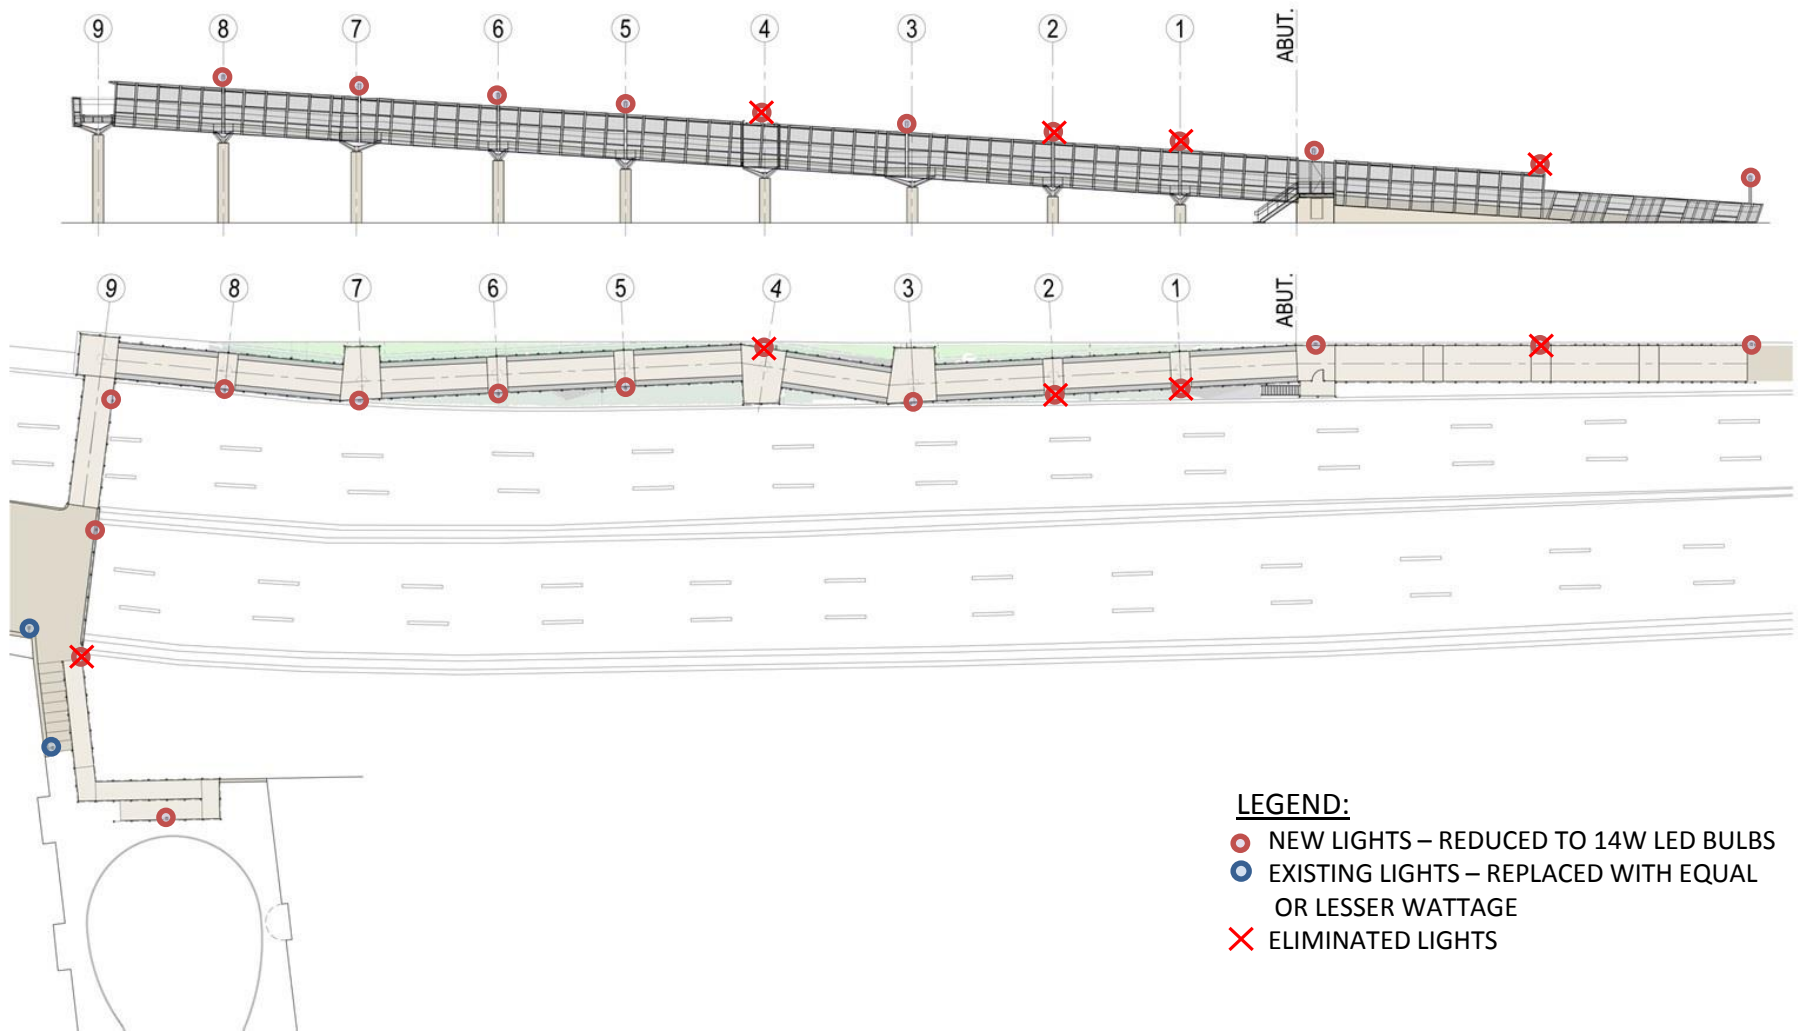 9 8 7 6 5 4 3 2 1 ABUT.
9 8 7 6 5 4 3 2 1 ABUT.
LEGEND:
NEW LIGHTS – REDUCED TO 14W LED BULBS
EXISTING LIGHTS – REPLACED WITH EQUAL
OR LESSER WATTAGE
ELIMINATED LIGHTS